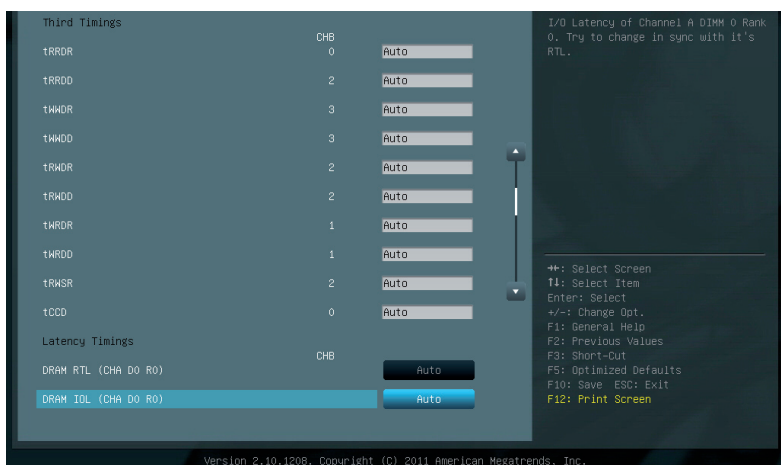 Third Timings
CHB
tRRDR 0 Auto
tRRDD 2 Auto
tWWDR 3 Auto
tWWDD 3 Auto
tRWDR 2 Auto
tRWDD 2 Auto
tWRDR 1 Auto
tWRDD 1 Auto
tRWSR 2 Auto
tCCD 0 Auto
Latency Timings
CHB
DRAM RTL (CHA D0 R0) Auto
DRAM IOL (CHA D0 R0) Auto
I/O Latency of Channel A DIMM 0 Rank
0. Try to change in sync with it's
RTL.
→←: Select Screen
↑↓: Select Item
Enter: Select
+/-: Change Opt.
F1: General Help
F2: Previous Values
F3: Short-Cut
F5: Optimized Defaults
F10: Save ESC: Exit
F12: Print Screen
Version 2.10.1208. Copyright (C) 2011 American Megatrends, Inc.